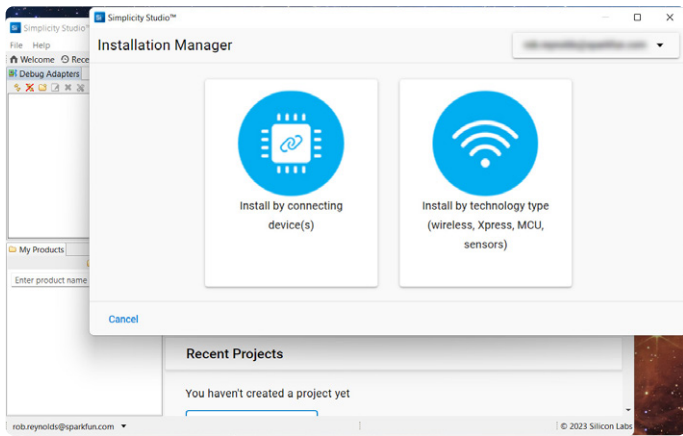 Simplicity Studio™
Simplicity Studio™
File Help
Installation Manager
Welcome
Debug Adapters
Install by connecting
device(s)
Install by technology type
(wireless, Xpress, MCU,
sensors)
My Products
Enter product name
Cancel
Recent Projects
You haven't created a project yet
rob.reynolds@sparkfun.com
© 2023 Silicon Labs